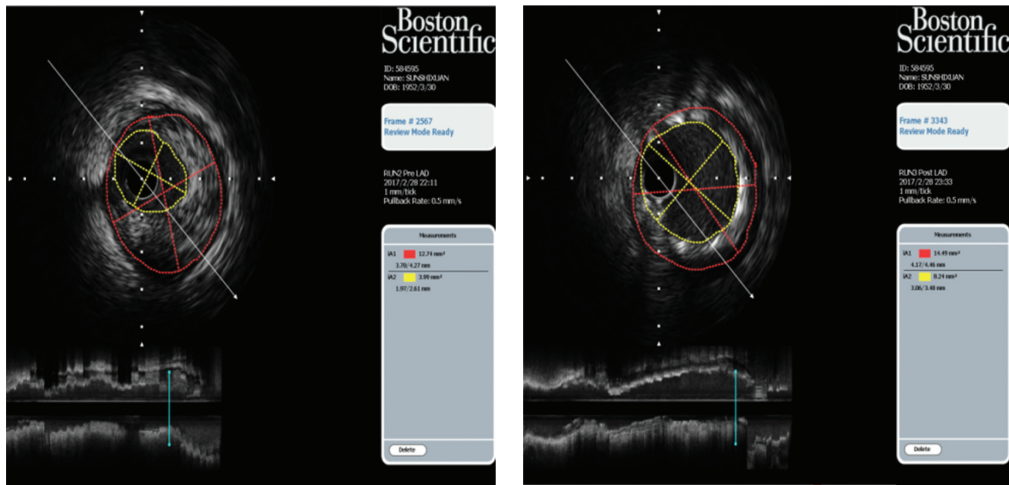 Boston
Scientific
ID: 584595
Name: SUNSHIXUAN
DOB: 1952/3/30
Frame # 2567
Review Mode Ready
RUN2 Pre LAD
2017/2/28 22:11
1 mm/tick
Pullback Rate: 0.5 mm/s
Measurements
iA1 12.74 mm²
3.78/4.27 mm
iA2 3.99 mm²
1.97/2.61 mm
Delete
Boston
Scientific
ID: 584595
Name: SUNSHIXUAN
DOB: 1952/3/30
Frame # 3343
Review Mode Ready
RUN3 Post LAD
2017/2/28 23:33
1 mm/tick
Pullback Rate: 0.5 mm/s
Measurements
iA1 14.49 mm²
4.17/4.46 mm
iA2 8.24 mm²
3.06/3.48 mm
Delete